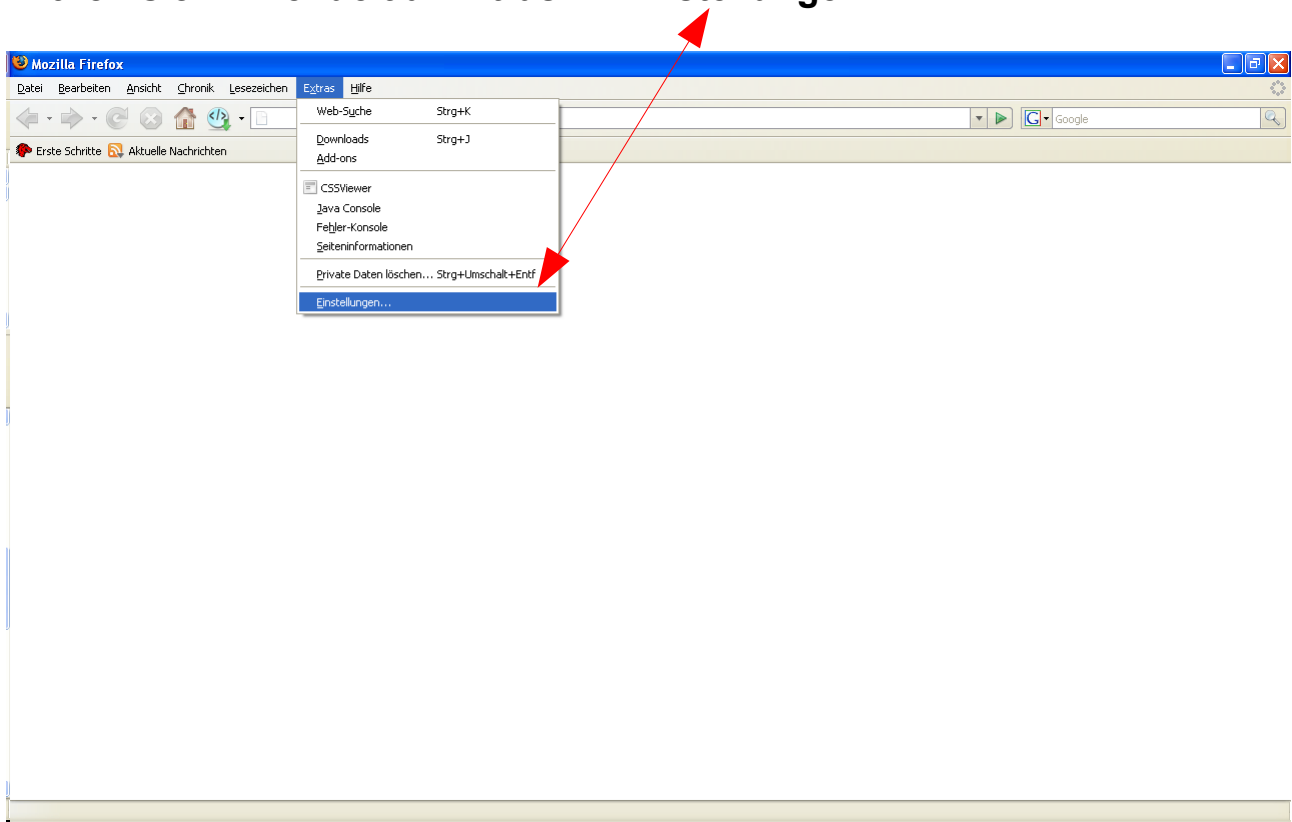 Mozilla Firefox
Datei Bearbeiten Ansicht Chronik Lesezeichen Extras Hilfe
Google
Erste Schritte Aktuelle Nachrichten
Web-Suche Strg+K
Downloads Strg+J
Add-ons
CSSViewer
Java Console
Fehler-Konsole
Seiteninformationen
Private Daten löschen... Strg+Umschalt+Entf
Einstellungen...